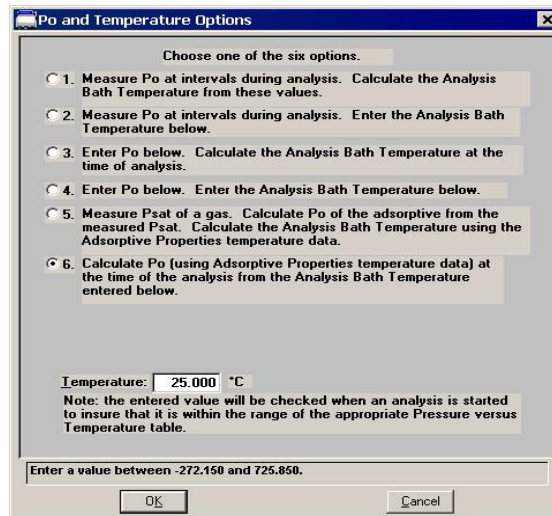 Po and Temperature Options
Choose one of the six options.
1. Measure Po at intervals during analysis. Calculate the Analysis
Bath Temperature from these values.
2. Measure Po at intervals during analysis. Enter the Analysis Bath
Temperature below.
3. Enter Po below. Calculate the Analysis Bath Temperature at the
time of analysis.
4. Enter Po below. Enter the Analysis Bath Temperature below.
5. Measure Psat of a gas. Calculate Po of the adsorptive from the
measured Psat. Calculate the Analysis Bath Temperature using the
Adsorptive Properties temperature data.
6. Calculate Po (using Adsorptive Properties temperature data) at
the time of the analysis from the Analysis Bath Temperature
entered below.
Temperature: 25.000 °C
Note: the entered value will be checked when an analysis is started
to insure that it is within the range of the appropriate Pressure versus
Temperature table.
Enter a value between -272.150 and 725.850.
OK Cancel